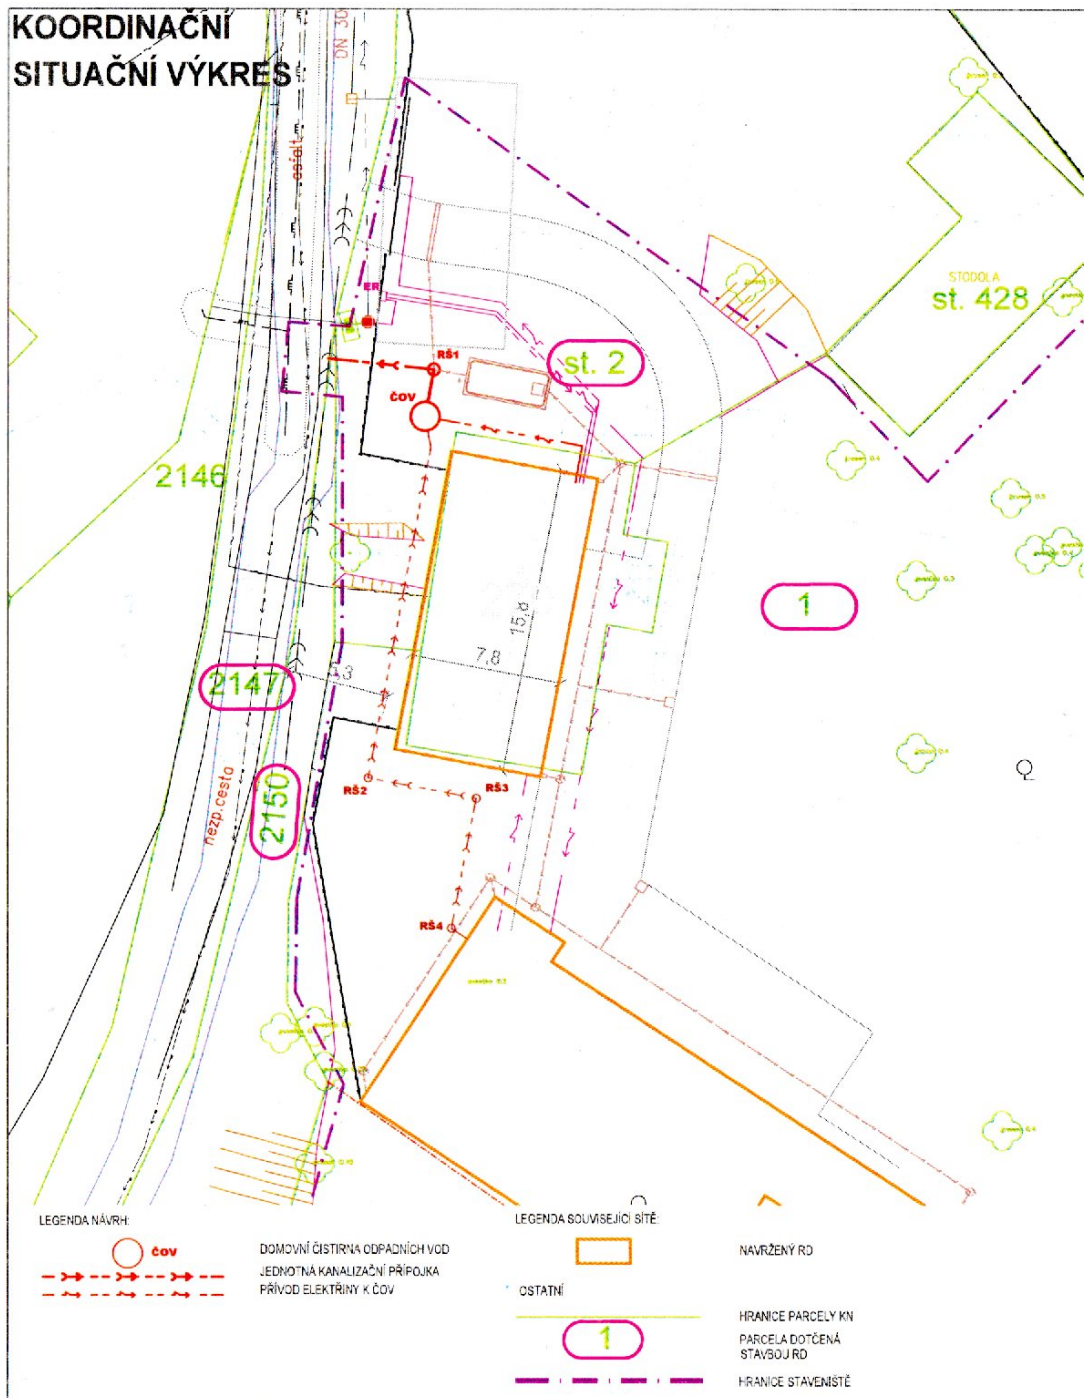 KOORDINAČNÍ
SITUAČNÍ VÝKRES
DN 30
asfalt
STODOLA
st. 428
ER
RŠ1
st. 2
ČOV
2146
1
15,8
7,8
2147
nezp.cesta
2150
RŠ2
RŠ3
RŠ4
LEGENDA NÁVRH:
ČOV
DOMOVNÍ ČISTIRNA ODPADNÍCH VOD
JEDNOTNÁ KANALIZAČNÍ PŘÍPOJKA
PŘÍVOD ELEKTŘINY K ČOV
LEGENDA SOUVISEJÍCÍ SÍTĚ:
NAVRŽENÝ RD
OSTATNÍ
HRANICE PARCELY KN
1
PARCELA DOTČENÁ
STAVBOU RD
HRANICE STAVENIŠTĚ